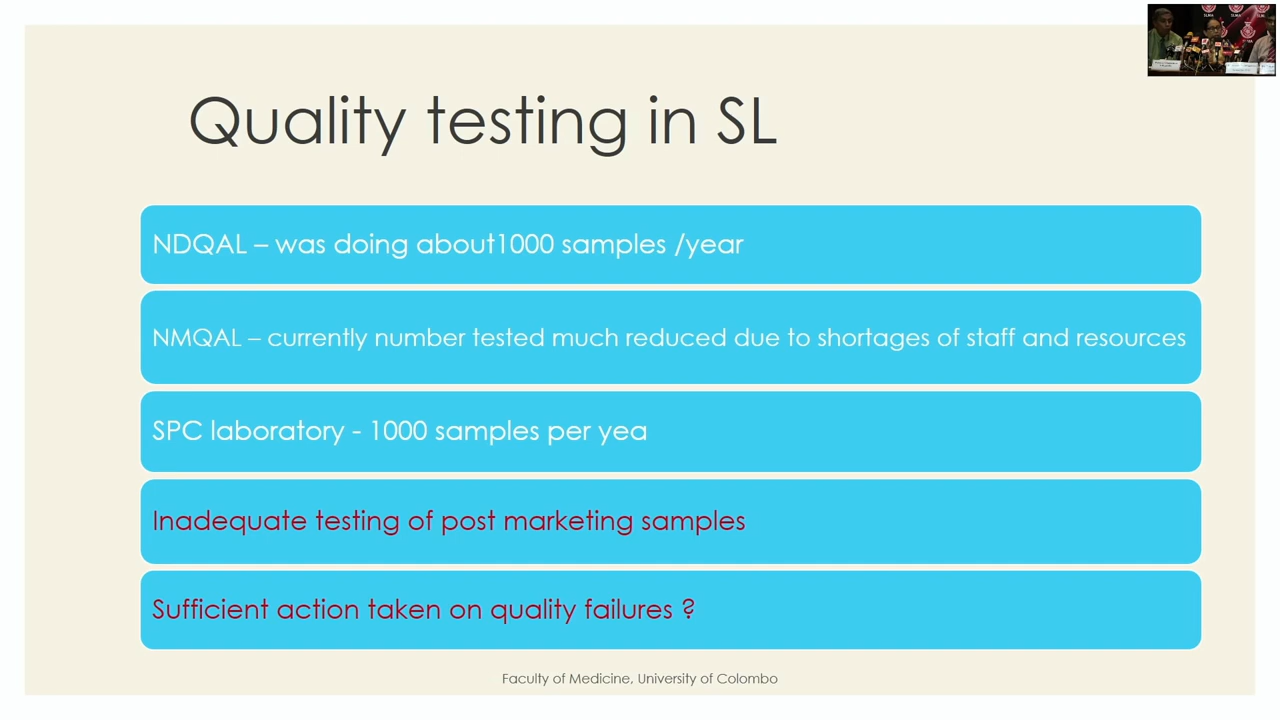 Quality testing in SL
NDQAL – was doing about1000 samples /year
NMQAL – currently number tested much reduced due to shortages of staff and resources
SPC laboratory - 1000 samples per yea
Inadequate testing of post marketing samples
Sufficient action taken on quality failures ?
Faculty of Medicine, University of Colombo